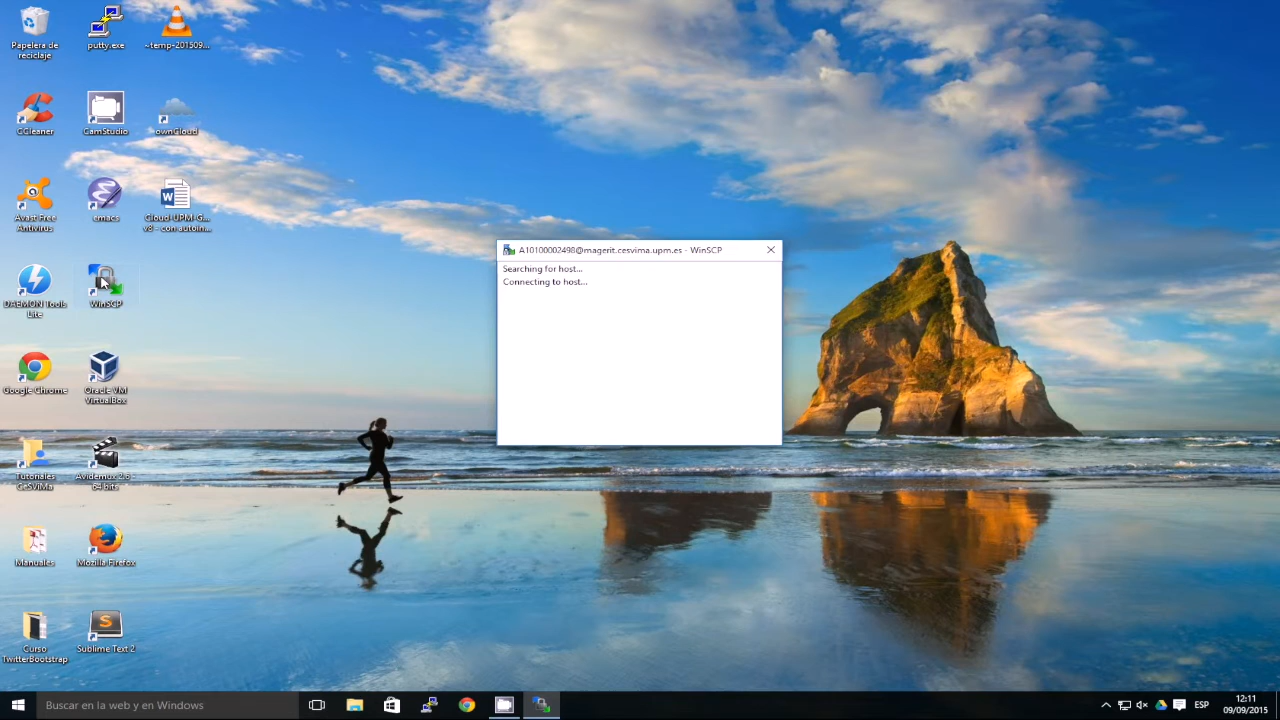 Papelera de
reciclaje
putty.exe
~temp-201509...
CCleaner
CamStudio
ownCloud
Avast Free
Antivirus
emacs
W
Cloud-UPM-G...
v8 - con autoin...
DAEMON Tools
Lite
WinSCP
Google Chrome
Oracle VM
VirtualBox
Tutoriales
CeSViMa
Avidemux 2.6 -
64 bits
Manuales
Mozilla Firefox
Curso
TwitterBootstrap
S
Sublime Text 2
A10100002498@magerit.cesvima.upm.es - WinSCP
Searching for host...
Connecting to host...
Buscar en la web y en Windows
ESP
12:11
09/09/2015